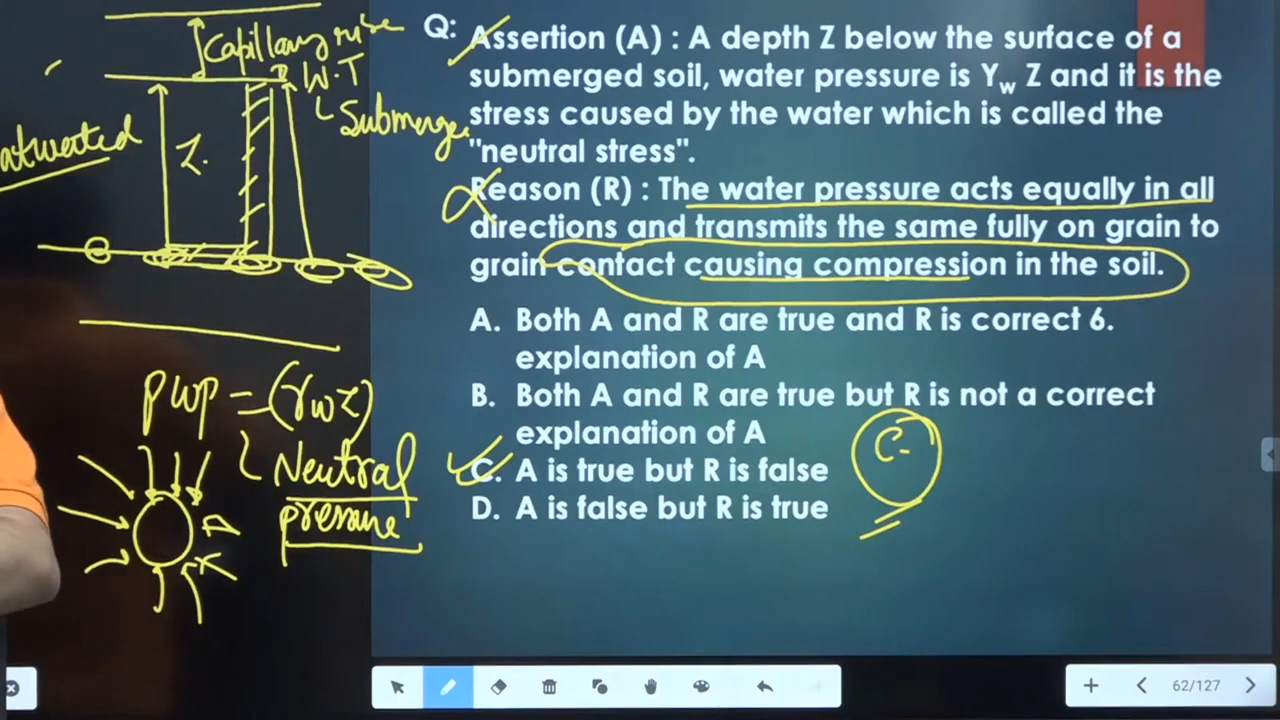 Capillary rise
W.T
Submerge
aturated
Z.
PWP = (γwz)
Neutral
pressure
Q: Assertion (A) : A depth Z below the surface of a
submerged soil, water pressure is Yw Z and it is the
stress caused by the water which is called the
"neutral stress".
Reason (R) : The water pressure acts equally in all
directions and transmits the same fully on grain to
grain contact causing compression in the soil.
A. Both A and R are true and R is correct 6.
explanation of A
B. Both A and R are true but R is not a correct
explanation of A
C. A is true but R is false
D. A is false but R is true
C.
62/127